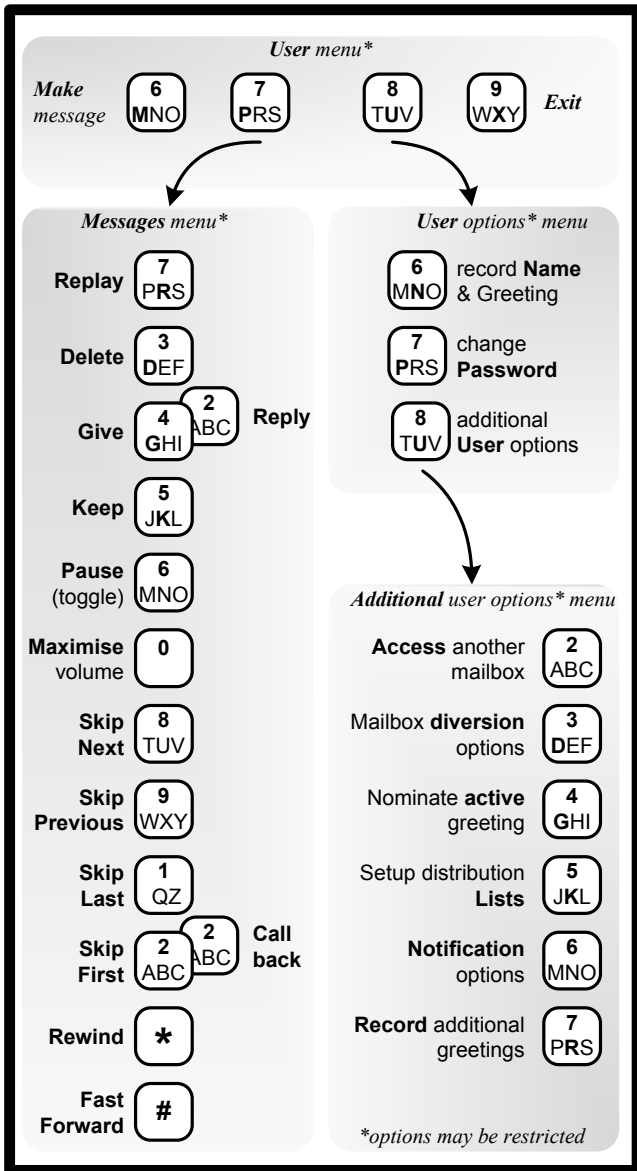 User menu*
Make message
6 MNO
7 PRS
8 TUV
9 WXY
Exit
Messages menu*
Replay
7
PRS
Delete
3
DEF
Give
4
GHI
2
ABC
Reply
Keep
5
JKL
Pause
(toggle)
6
MNO
Maximise
volume
0
Skip
Next
8
TUV
Skip
Previous
9
WXY
Skip
Last
1
QZ
Skip
First
2
ABC
2
ABC
Call
back
Rewind
*
Fast
Forward
#
User options* menu
6
MNO
record Name
& Greeting
7
PRS
change
Password
8
TUV
additional
User options
Additional user options* menu
Access another
mailbox
2
ABC
Mailbox diversion
options
3
DEF
Nominate active
greeting
4
GHI
Setup distribution
Lists
5
JKL
Notification
options
6
MNO
Record additional
greetings
7
PRS
*options may be restricted